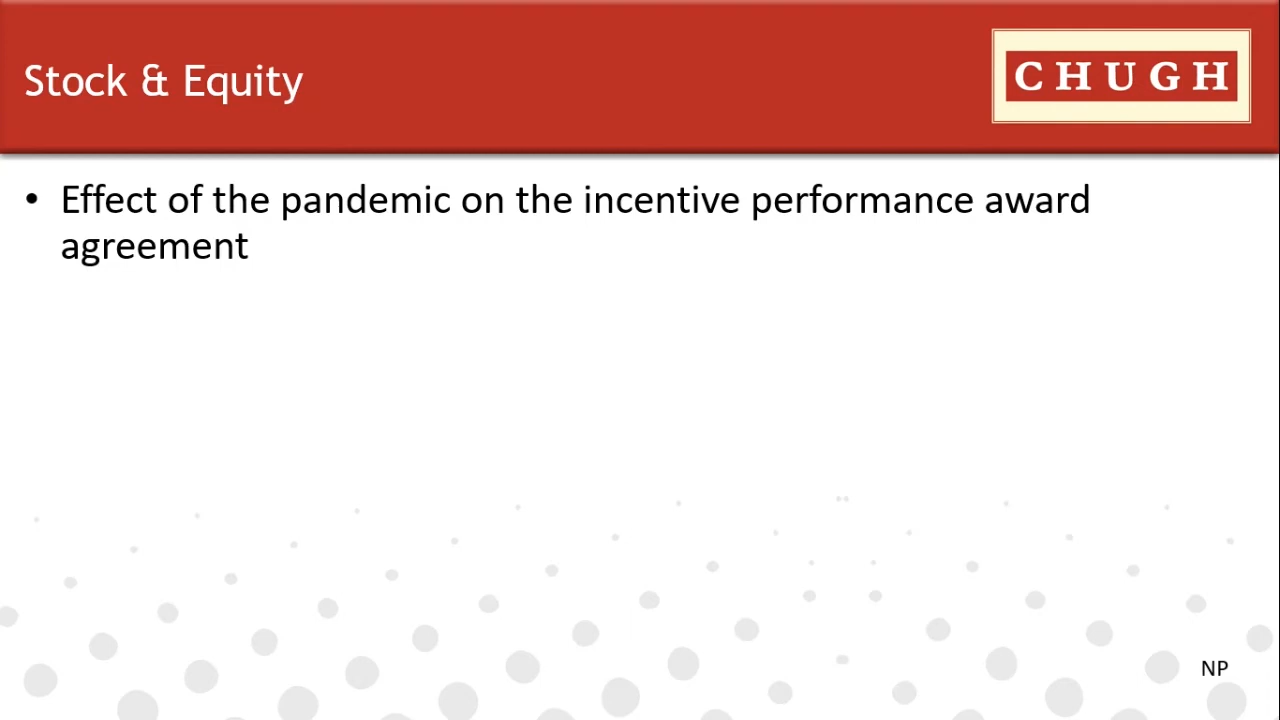 Stock & Equity
CHUGH
• Effect of the pandemic on the incentive performance award
agreement
NP